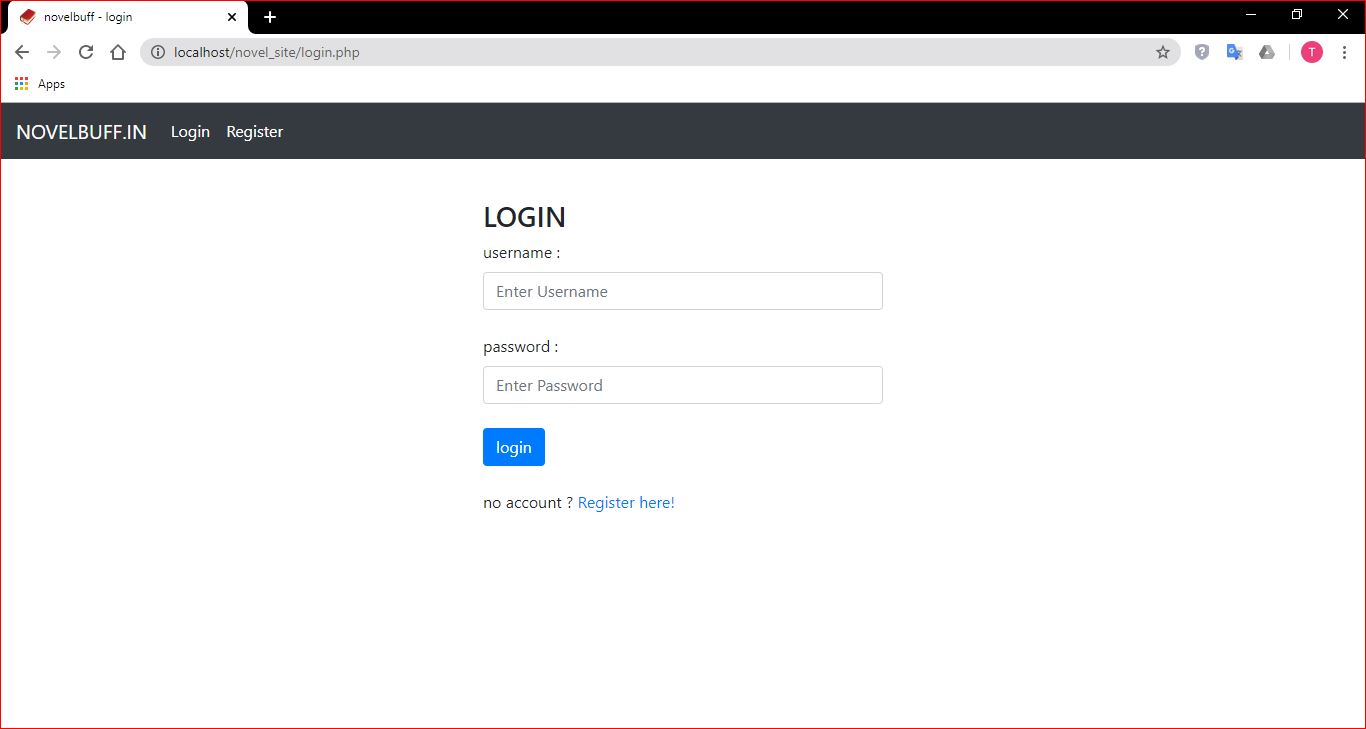 novelbuff - login
localhost/novel_site/login.php
T
Apps
NOVELBUFF.IN Login Register
LOGIN
username :
Enter Username
password :
Enter Password
login
no account ? Register here!